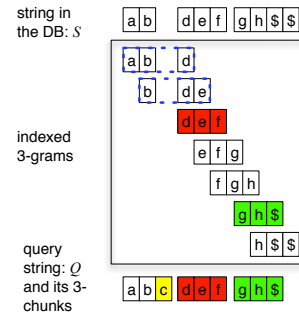 string in
the DB: S
a b d e f g h $ $
a b d
b d e
d e f
indexed
3-grams
e f g
f g h
g h $
h $ $
query
string: Q
and its 3-
chunks
a b c d e f g h $